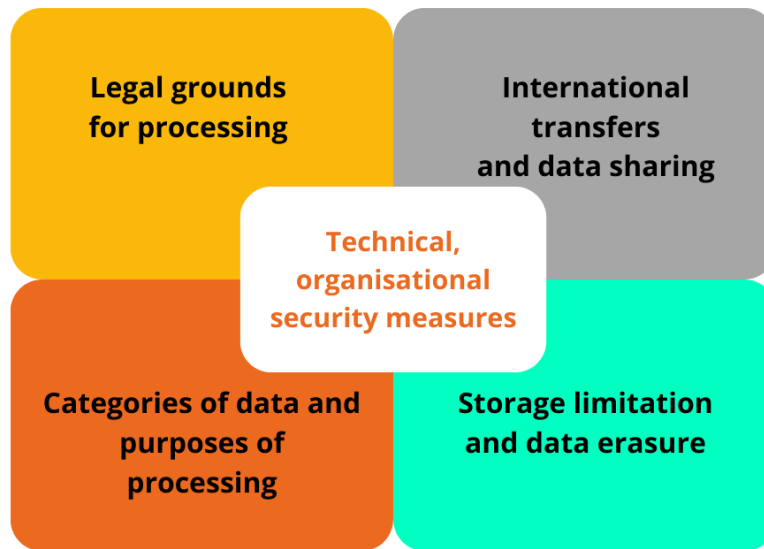 Legal grounds
for processing
International
transfers
and data sharing
Technical,
organisational
security measures
Categories of data and
purposes of
processing
Storage limitation
and data erasure